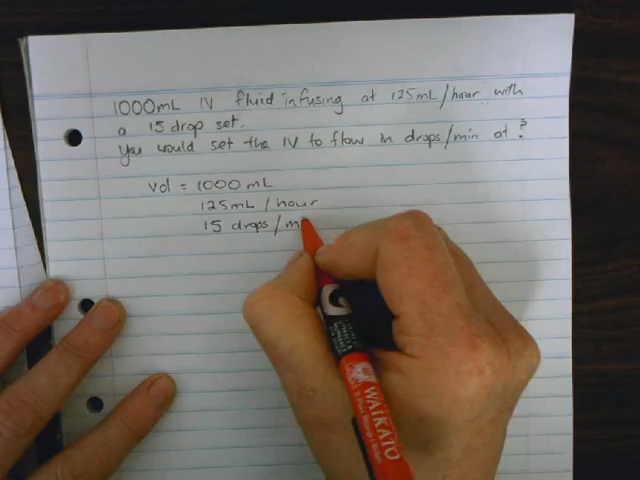 1000mL IV fluid infusing at 125mL/hour with
a 15 drop set.
You would set the IV to flow in drops/min at ?
Vol = 1000 mL
125mL / hour
15 drops / m
WAIKATO